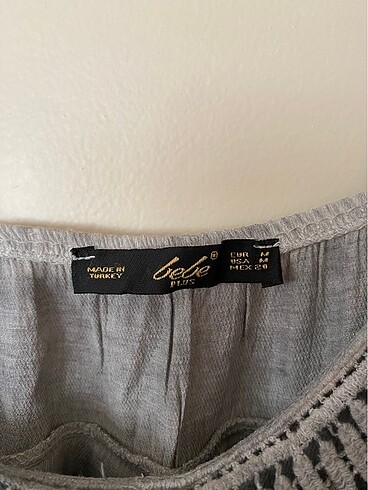 MADE IN
TURKEY
bebe®
PLUS
EUR M
USA M
MEX 28